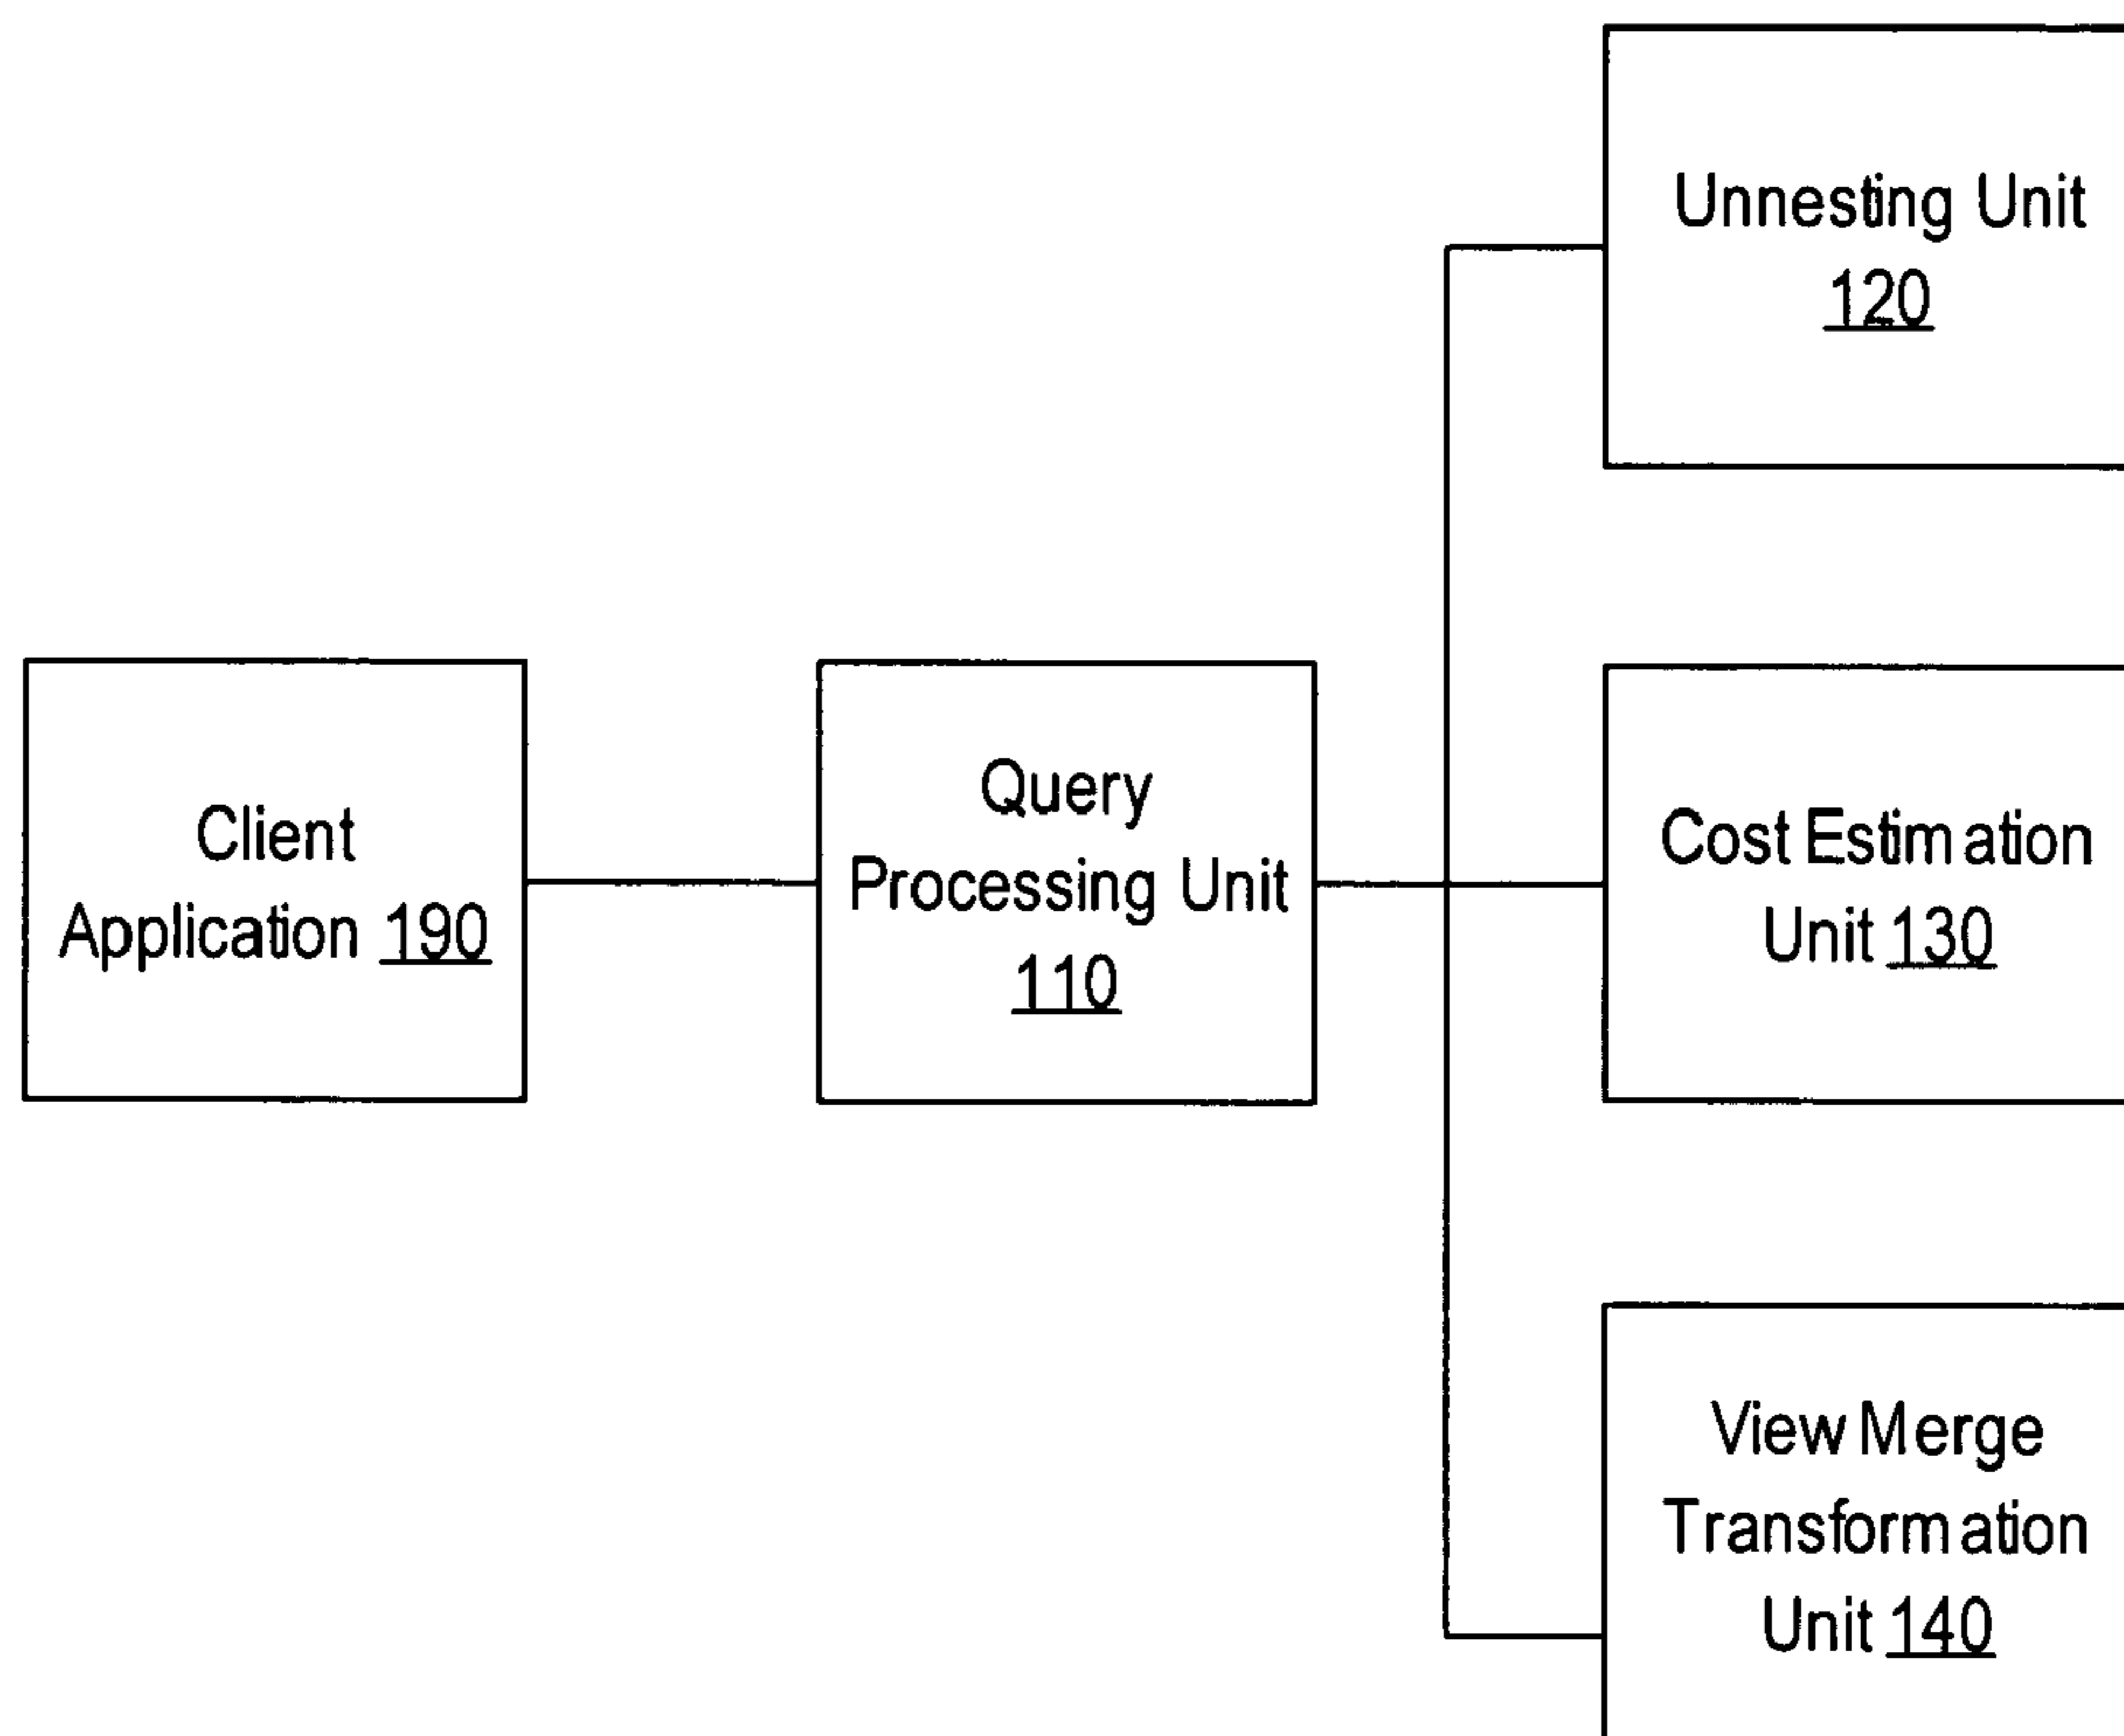 Unnesting Unit
120
Client
Application 190
Query
Processing Unit
110
Cost Estimation
Unit 130
View Merge
Transformation
Unit 140